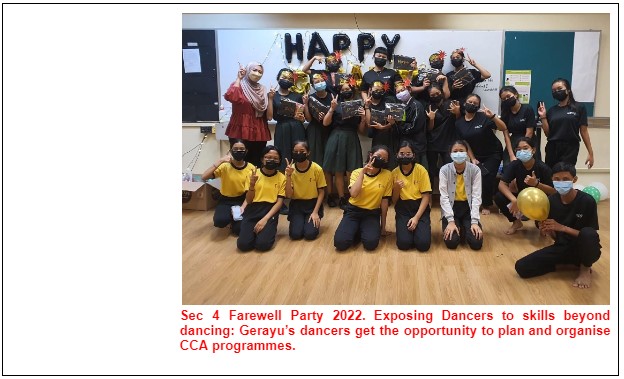 HAPPY
Sec 4 Farewell Party 2022. Exposing Dancers to skills beyond
dancing: Gerayu's dancers get the opportunity to plan and organise
CCA programmes.